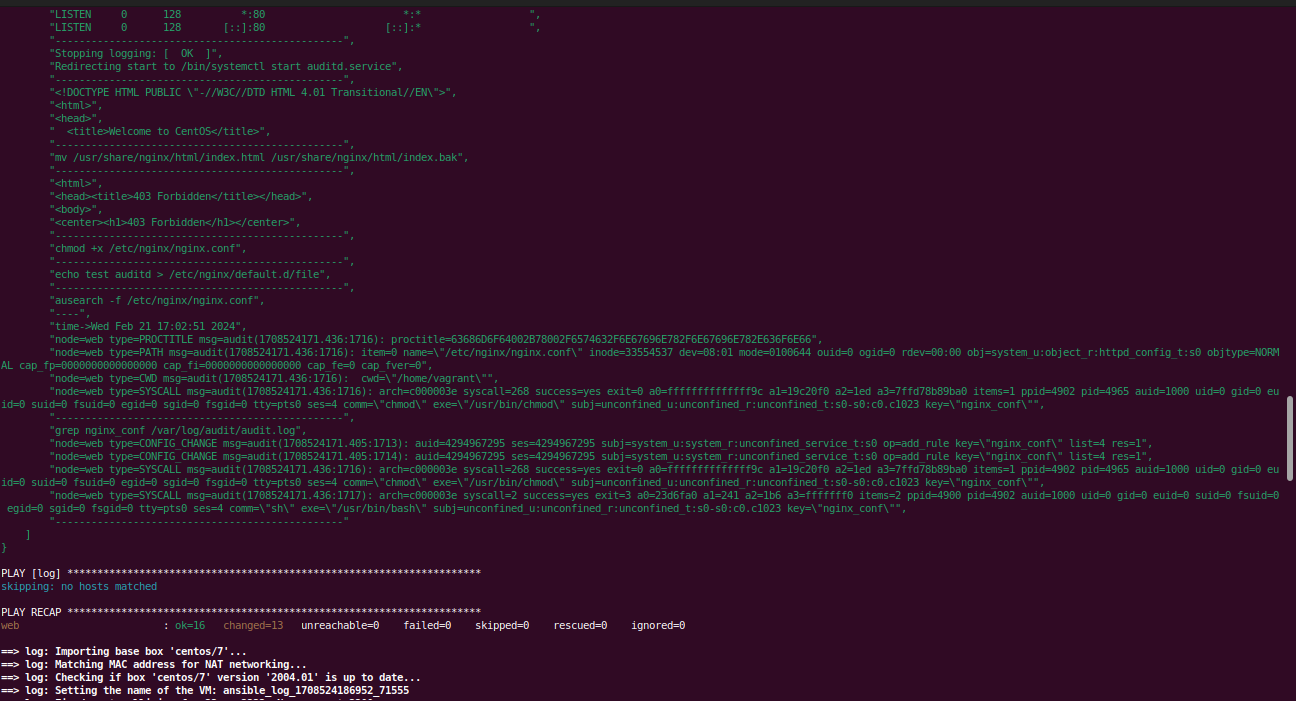 "LISTEN     0      128          *:80                       *:*                  ",
"LISTEN     0      128       [::]:80                    [::]:*                  ",
"------------------------------------------------",
"Stopping logging: [  OK  ]",
"Redirecting start to /bin/systemctl start auditd.service",
"------------------------------------------------",
"<!DOCTYPE HTML PUBLIC \"-//W3C//DTD HTML 4.01 Transitional//EN\">",
"<html>",
"<head>",
"  <title>Welcome to CentOS</title>",
"------------------------------------------------",
"mv /usr/share/nginx/html/index.html /usr/share/nginx/html/index.bak",
"------------------------------------------------",
"<html>",
"<head><title>403 Forbidden</title></head>",
"<body>",
"<center><h1>403 Forbidden</h1></center>",
"------------------------------------------------",
"chmod +x /etc/nginx/nginx.conf",
"------------------------------------------------",
"echo test auditd > /etc/nginx/default.d/file",
"------------------------------------------------",
"ausearch -f /etc/nginx/nginx.conf",
"----",
"time->Wed Feb 21 17:02:51 2024",
"node=web type=PROCTITLE msg=audit(1708524171.436:1716): proctitle=63686D6F64002B78002F6574632F6E67696E782F6E67696E782E636F6E66",
"node=web type=PATH msg=audit(1708524171.436:1716): item=0 name=\"/etc/nginx/nginx.conf\" inode=33554537 dev=08:01 mode=0100644 ouid=0 ogid=0 rdev=00:00 obj=system_u:object_r:httpd_config_t:s0 objtype=NORM
AL cap_fp=0000000000000000 cap_fi=0000000000000000 cap_fe=0 cap_fver=0",
"node=web type=CWD msg=audit(1708524171.436:1716):  cwd=\"/home/vagrant\"",
"node=web type=SYSCALL msg=audit(1708524171.436:1716): arch=c000003e syscall=268 success=yes exit=0 a0=ffffffffffffff9c a1=19c20f0 a2=1ed a3=7ffd78b89ba0 items=1 ppid=4902 pid=4965 auid=1000 uid=0 gid=0 eu
id=0 suid=0 fsuid=0 egid=0 sgid=0 fsgid=0 tty=pts0 ses=4 comm=\"chmod\" exe=\"/usr/bin/chmod\" subj=unconfined_u:unconfined_r:unconfined_t:s0-s0:c0.c1023 key=\"nginx_conf\"",
"------------------------------------------------",
"grep nginx_conf /var/log/audit/audit.log",
"node=web type=CONFIG_CHANGE msg=audit(1708524171.405:1713): auid=4294967295 ses=4294967295 subj=system_u:system_r:unconfined_service_t:s0 op=add_rule key=\"nginx_conf\" list=4 res=1",
"node=web type=CONFIG_CHANGE msg=audit(1708524171.405:1714): auid=4294967295 ses=4294967295 subj=system_u:system_r:unconfined_service_t:s0 op=add_rule key=\"nginx_conf\" list=4 res=1",
"node=web type=SYSCALL msg=audit(1708524171.436:1716): arch=c000003e syscall=268 success=yes exit=0 a0=ffffffffffffff9c a1=19c20f0 a2=1ed a3=7ffd78b89ba0 items=1 ppid=4902 pid=4965 auid=1000 uid=0 gid=0 eu
id=0 suid=0 fsuid=0 egid=0 sgid=0 fsgid=0 tty=pts0 ses=4 comm=\"chmod\" exe=\"/usr/bin/chmod\" subj=unconfined_u:unconfined_r:unconfined_t:s0-s0:c0.c1023 key=\"nginx_conf\"",
"node=web type=SYSCALL msg=audit(1708524171.436:1717): arch=c000003e syscall=2 success=yes exit=3 a0=23d6fa0 a1=241 a2=1b6 a3=fffffff0 items=2 ppid=4900 pid=4902 auid=1000 uid=0 gid=0 euid=0 suid=0 fsuid=0
egid=0 sgid=0 fsgid=0 tty=pts0 ses=4 comm=\"sh\" exe=\"/usr/bin/bash\" subj=unconfined_u:unconfined_r:unconfined_t:s0-s0:c0.c1023 key=\"nginx_conf\"",
"------------------------------------------------"
]
}
PLAY [log] *********************************************************************
skipping: no hosts matched
PLAY RECAP *********************************************************************
web                        : ok=16   changed=13   unreachable=0    failed=0    skipped=0    rescued=0    ignored=0
==> log: Importing base box 'centos/7'...
==> log: Matching MAC address for NAT networking...
==> log: Checking if box 'centos/7' version '2004.01' is up to date...
==> log: Setting the name of the VM: ansible_log_1708524186952_71555